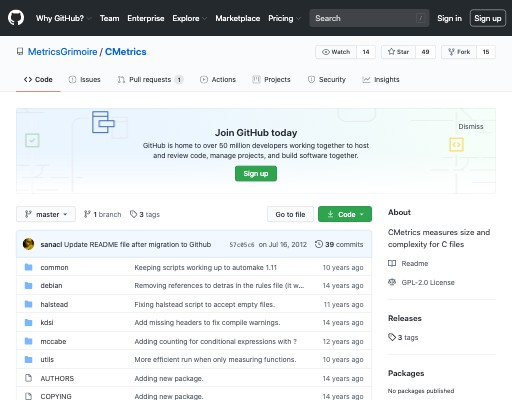 Why GitHub? Team Enterprise Explore Marketplace Pricing Search / Sign in Sign up
MetricsGrimoire / CMetrics Watch 14 Star 49 Fork 15
Code Issues Pull requests 1 Actions Projects Security Insights
Join GitHub today
Dismiss
GitHub is home to over 50 million developers working together to host
and review code, manage projects, and build software together.
Sign up
master 1 branch 3 tags Go to file Code
sanacl Update README file after migration to Github 57c05c6 on Jul 16, 2012 39 commits
common Keeping scripts working up to automake 1.11 10 years ago
debian Removing references to detras in the rules file (it w... 14 years ago
halstead Fixing halstead script to accept empty files. 11 years ago
kdsi Add missing headers to fix compile warnings. 14 years ago
mccabe Adding counting for conditional expressions with ? 12 years ago
utils More efficient run when only measuring functions. 10 years ago
AUTHORS Adding new package. 14 years ago
COPYING Adding new package. 14 years ago
About
CMetrics measures size and
complexity for C files
Readme
GPL-2.0 License
Releases
3 tags
Packages
No packages published